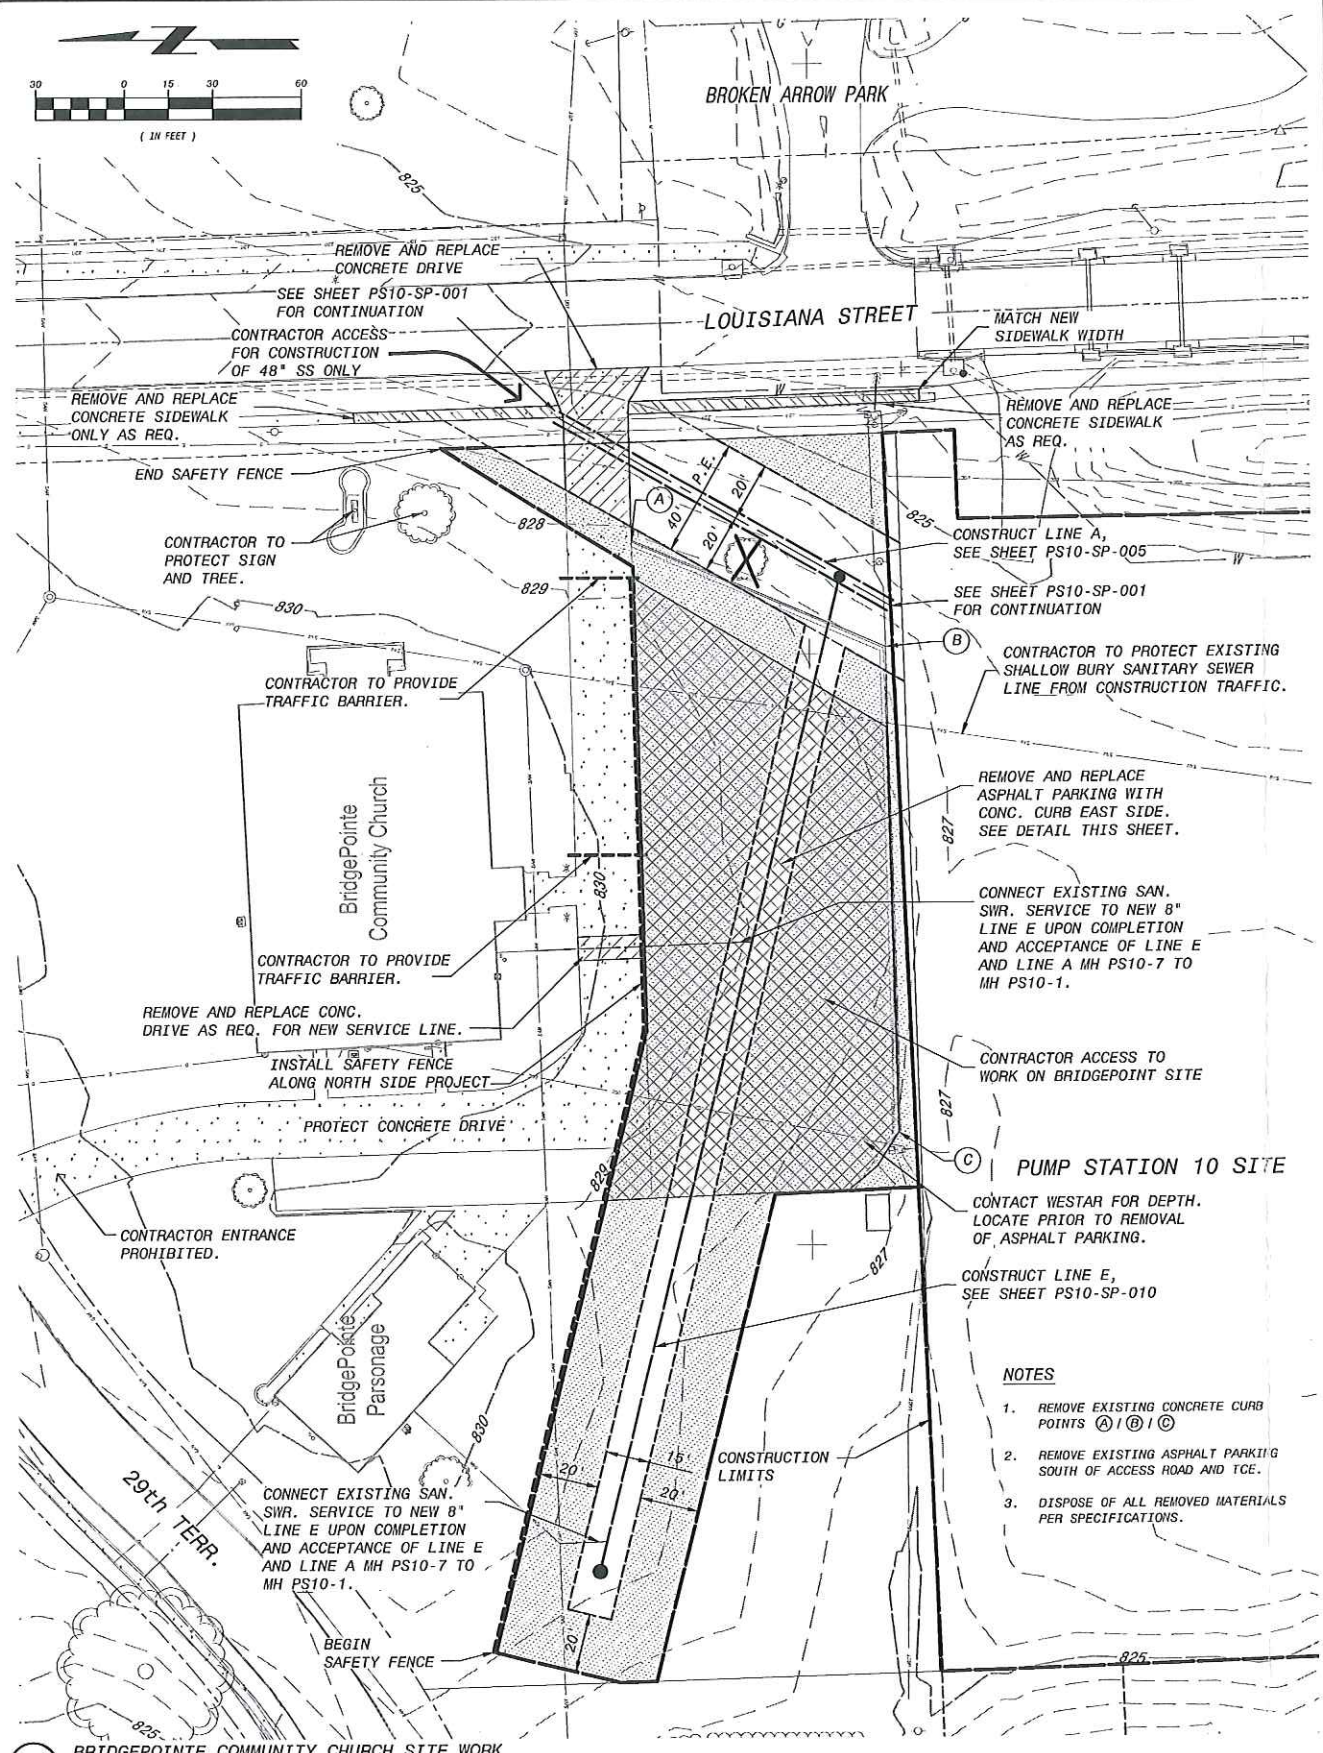 30 0 15 30 60
( IN FEET )
BROKEN ARROW PARK
825
REMOVE AND REPLACE
CONCRETE DRIVE
SEE SHEET PS10-SP-001
FOR CONTINUATION
LOUISIANA STREET
MATCH NEW
SIDEWALK WIDTH
CONTRACTOR ACCESS
FOR CONSTRUCTION
OF 48" SS ONLY
REMOVE AND REPLACE
CONCRETE SIDEWALK
ONLY AS REQ.
W
REMOVE AND REPLACE
CONCRETE SIDEWALK
AS REQ.
W
END SAFETY FENCE
P.E.
20'
40'
20'
A
828
825
CONTRACTOR TO
PROTECT SIGN
AND TREE.
CONSTRUCT LINE A,
SEE SHEET PS10-SP-005
W
829
830
SEE SHEET PS10-SP-001
FOR CONTINUATION
B
CONTRACTOR TO PROTECT EXISTING
SHALLOW BURY SANITARY SEWER
LINE FROM CONSTRUCTION TRAFFIC.
CONTRACTOR TO PROVIDE
TRAFFIC BARRIER.
REMOVE AND REPLACE
ASPHALT PARKING WITH
CONC. CURB EAST SIDE.
SEE DETAIL THIS SHEET.
827
BridgePointe
Community Church
830
CONNECT EXISTING SAN.
SWR. SERVICE TO NEW 8"
LINE E UPON COMPLETION
AND ACCEPTANCE OF LINE E
AND LINE A MH PS10-7 TO
MH PS10-1.
CONTRACTOR TO PROVIDE
TRAFFIC BARRIER.
REMOVE AND REPLACE CONC.
DRIVE AS REQ. FOR NEW SERVICE LINE.
INSTALL SAFETY FENCE
ALONG NORTH SIDE PROJECT
CONTRACTOR ACCESS TO
WORK ON BRIDGEPOINT SITE
827
PROTECT CONCRETE DRIVE
C
PUMP STATION 10 SITE
829
CONTACT WESTAR FOR DEPTH.
LOCATE PRIOR TO REMOVAL
OF ASPHALT PARKING.
CONTRACTOR ENTRANCE
PROHIBITED.
827
CONSTRUCT LINE E,
SEE SHEET PS10-SP-010
BridgePointe
Parsonage
830
NOTES
1. REMOVE EXISTING CONCRETE CURB
POINTS A / B / C
2. REMOVE EXISTING ASPHALT PARKING
SOUTH OF ACCESS ROAD AND TCE.
3. DISPOSE OF ALL REMOVED MATERIALS
PER SPECIFICATIONS.
CONSTRUCTION
LIMITS
15'
20'
20'
29th TERR.
CONNECT EXISTING SAN.
SWR. SERVICE TO NEW 8"
LINE E UPON COMPLETION
AND ACCEPTANCE OF LINE E
AND LINE A MH PS10-7 TO
MH PS10-1.
20'
BEGIN
SAFETY FENCE
825
825
BRIDGEPOINTE COMMUNITY CHURCH SITE WORK